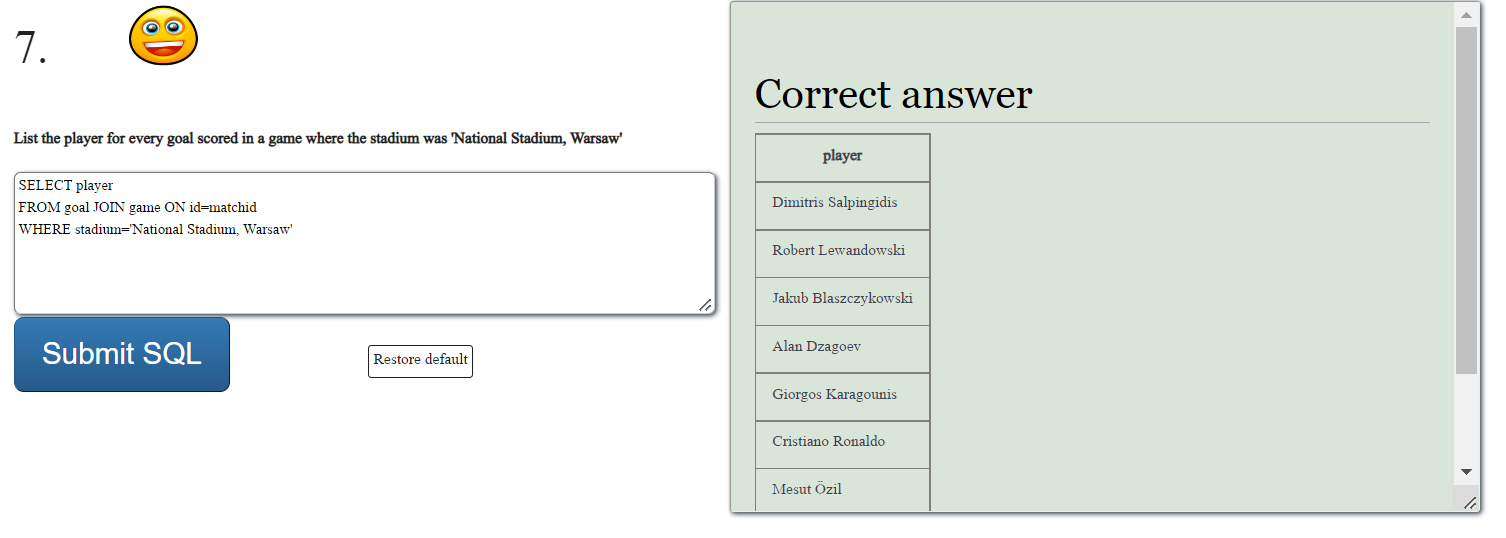 7.
List the player for every goal scored in a game where the stadium was 'National Stadium, Warsaw'
SELECT player
FROM goal JOIN game ON id=matchid
WHERE stadium='National Stadium, Warsaw'
Submit SQL
Restore default
Correct answer
player
Dimitris Salpingidis
Robert Lewandowski
Jakub Blaszczykowski
Alan Dzagoev
Giorgos Karagounis
Cristiano Ronaldo
Mesut Özil